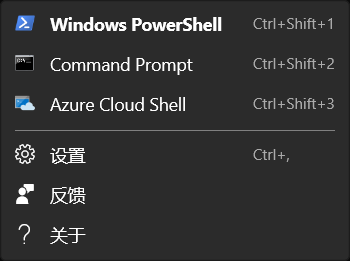 Windows PowerShell Ctrl+Shift+1
Command Prompt Ctrl+Shift+2
Azure Cloud Shell Ctrl+Shift+3
设置 Ctrl+,
反馈
关于